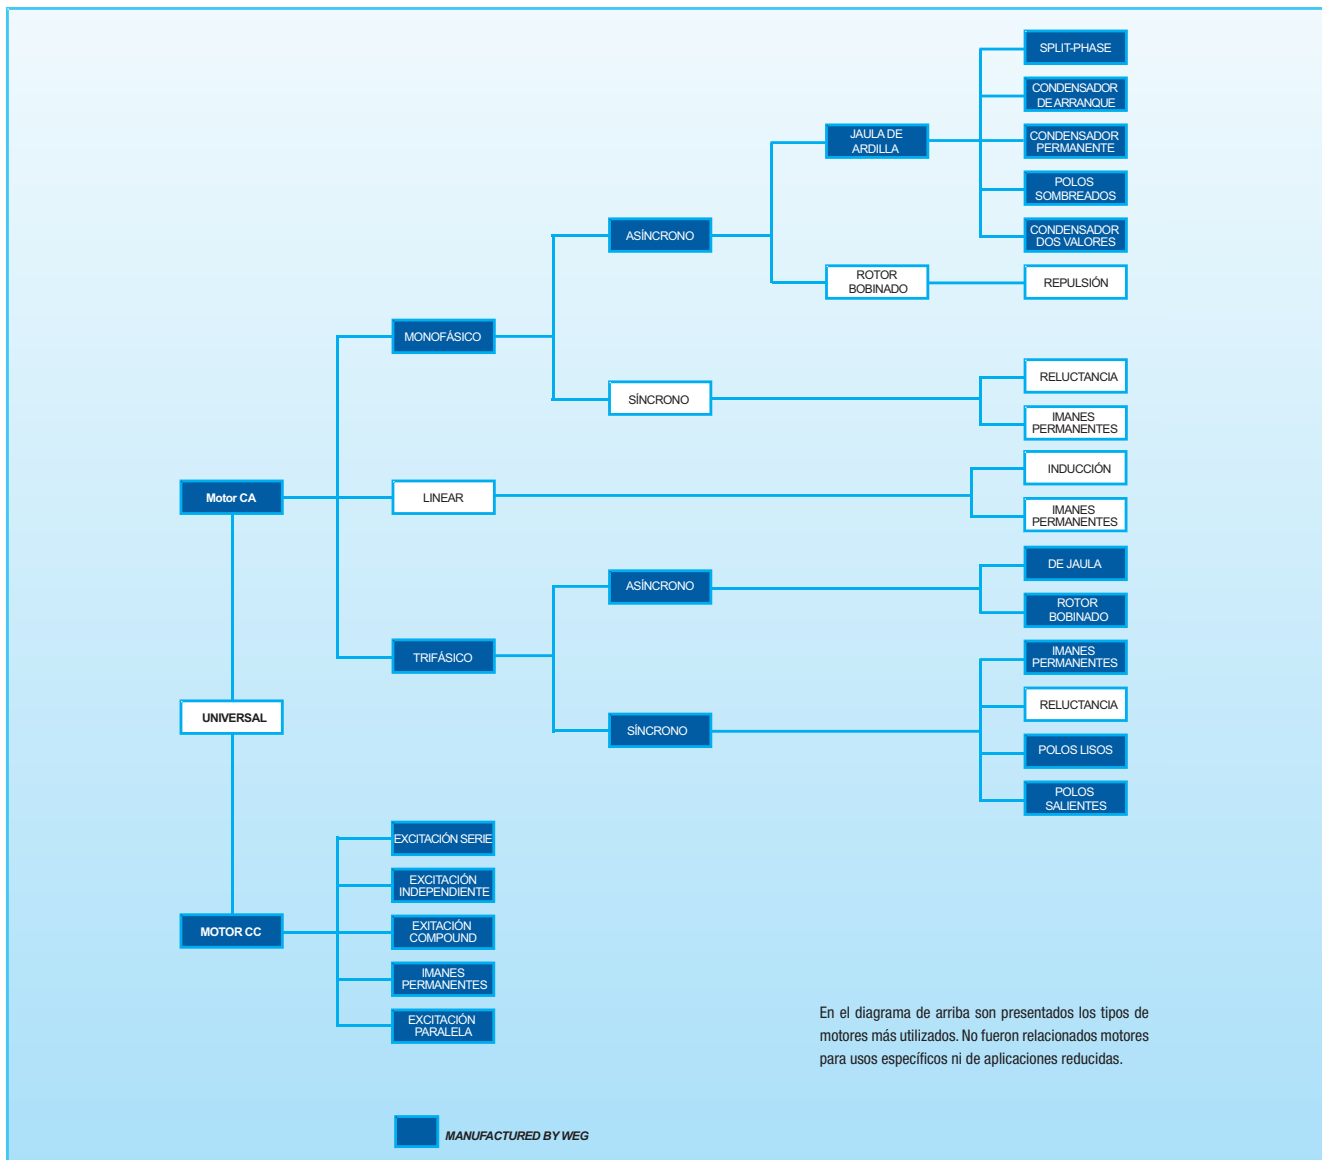 SPLIT-PHASE
CONDENSADOR
DE ARRANQUE
JAULA DE
ARDILLA
CONDENSADOR
PERMANENTE
POLOS
SOMBREADOS
ASÍNCRONO
CONDENSADOR
DOS VALORES
ROTOR
BOBINADO
REPULSIÓN
MONOFÁSICO
RELUCTANCIA
SÍNCRONO
IMANES
PERMANENTES
INDUCCIÓN
Motor CA
LINEAR
IMANES
PERMANENTES
DE JAULA
ASÍNCRONO
ROTOR
BOBINADO
TRIFÁSICO
IMANES
PERMANENTES
RELUCTANCIA
UNIVERSAL
SÍNCRONO
POLOS LISOS
POLOS
SALIENTES
EXCITACIÓN SERIE
EXCITACIÓN
INDEPENDIENTE
MOTOR CC
EXITACIÓN
COMPOUND
IMANES
PERMANENTES
EXCITACIÓN
PARALELA
En el diagrama de arriba son presentados los tipos de
motores más utilizados. No fueron relacionados motores
para usos específicos ni de aplicaciones reducidas.
MANUFACTURED BY WEG